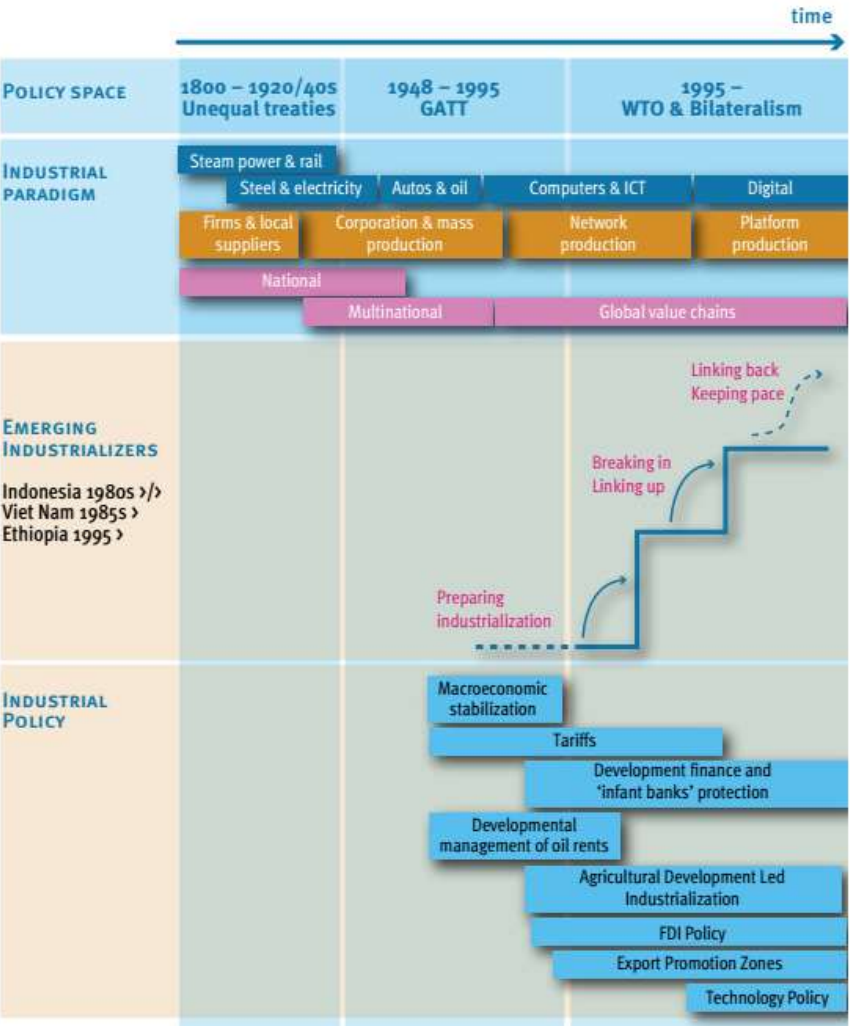 time
POLICY SPACE
1800 – 1920/40s
Unequal treaties
1948 – 1995
GATT
1995 –
WTO & Bilateralism
INDUSTRIAL
PARADIGM
Steam power & rail
Steel & electricity
Autos & oil
Computers & ICT
Digital
Firms & local
suppliers
Corporation & mass
production
Network
production
Platform
production
National
Multinational
Global value chains
EMERGING
INDUSTRIALIZERS
Indonesia 1980s >/>
Viet Nam 1985s >
Ethiopia 1995 >
Linking back
Keeping pace
Breaking in
Linking up
Preparing
industrialization
INDUSTRIAL
POLICY
Macroeconomic
stabilization
Tariffs
Development finance and
‘infant banks’ protection
Developmental
management of oil rents
Agricultural Development Led
Industrialization
FDI Policy
Export Promotion Zones
Technology Policy